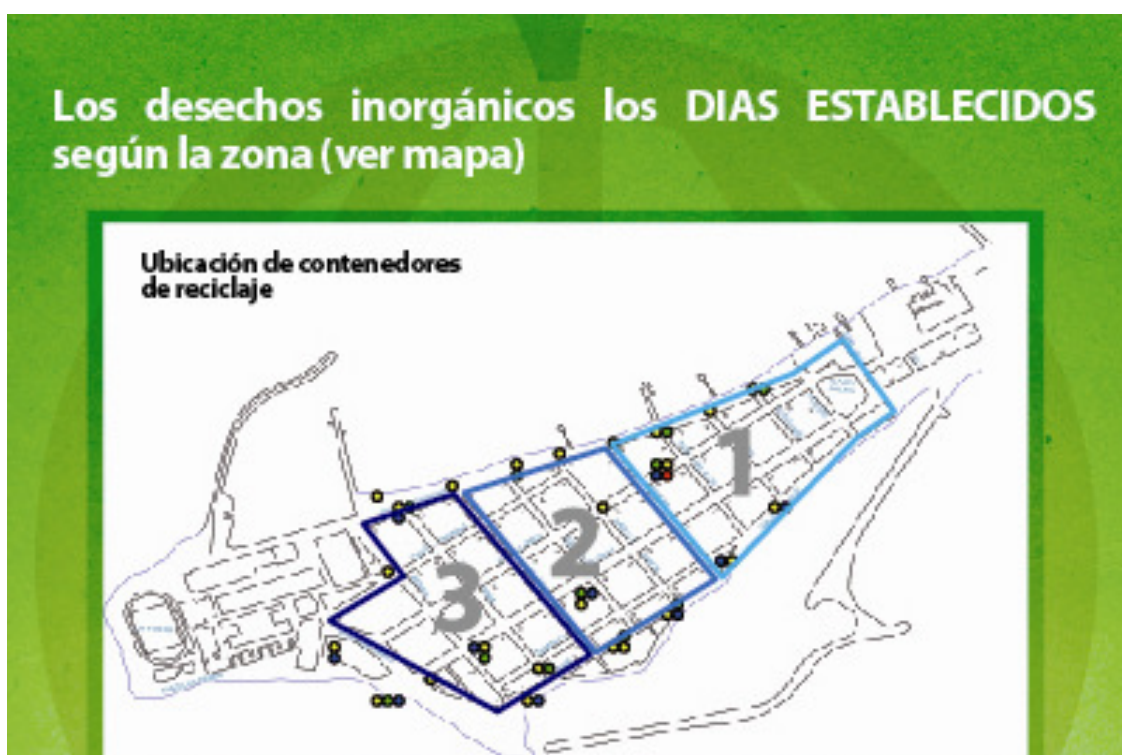 Los desechos inorgánicos los DIAS ESTABLECIDOS
según la zona (ver mapa)
Ubicación de contenedores
de reciclaje
1
2
3